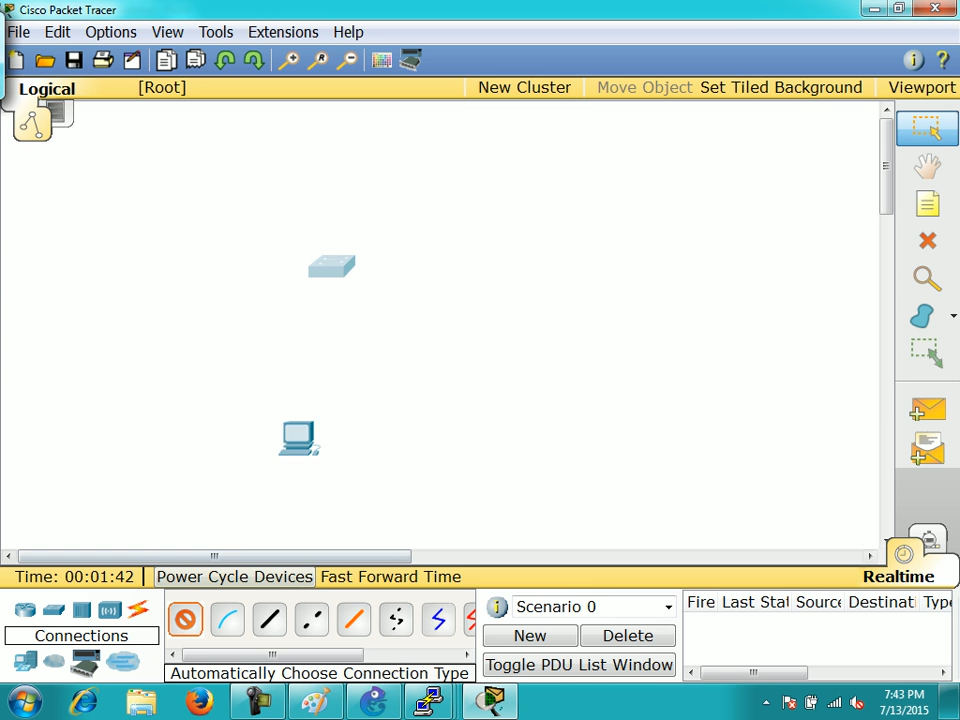 Cisco Packet Tracer
File Edit Options View Tools Extensions Help
Logical [Root] New Cluster Move Object Set Tiled Background Viewport
Time: 00:01:42 Power Cycle Devices Fast Forward Time Realtime
Connections
Automatically Choose Connection Type
Scenario 0
New Delete
Toggle PDU List Window
Fire Last Stat Source Destinati Type
7:43 PM
7/13/2015